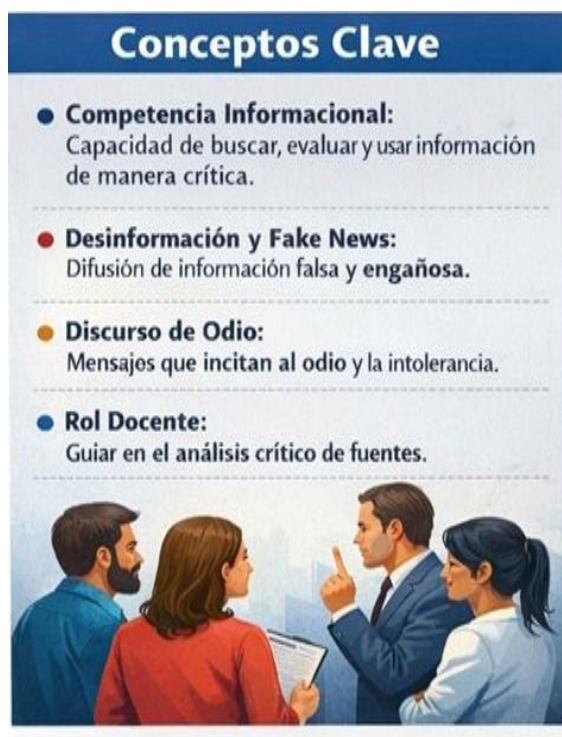 Conceptos Clave
Competencia Informacional:
Capacidad de buscar, evaluar y usar información
de manera crítica.
Desinformación y Fake News:
Difusión de información falsa y engañosa.
Discurso de Odio:
Mensajes que incitan al odio y la intolerancia.
Rol Docente:
Guiar en el análisis crítico de fuentes.